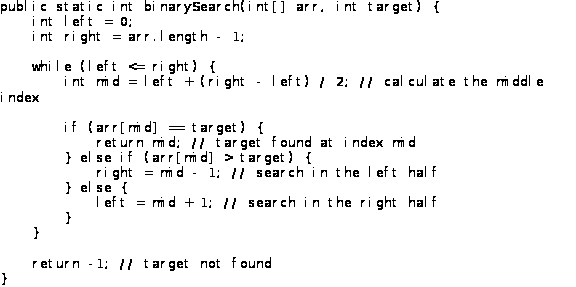 public static int binarySearch(int[] arr, int target) {
    int left = 0;
    int right = arr.length - 1;

    while (left <= right) {
        int mid = left + (right - left) / 2; // calculate the middle
index

        if (arr[mid] == target) {
            return mid; // target found at index mid
        } else if (arr[mid] > target) {
            right = mid - 1; // search in the left half
        } else {
            left = mid + 1; // search in the right half
        }
    }

    return -1; // target not found
}